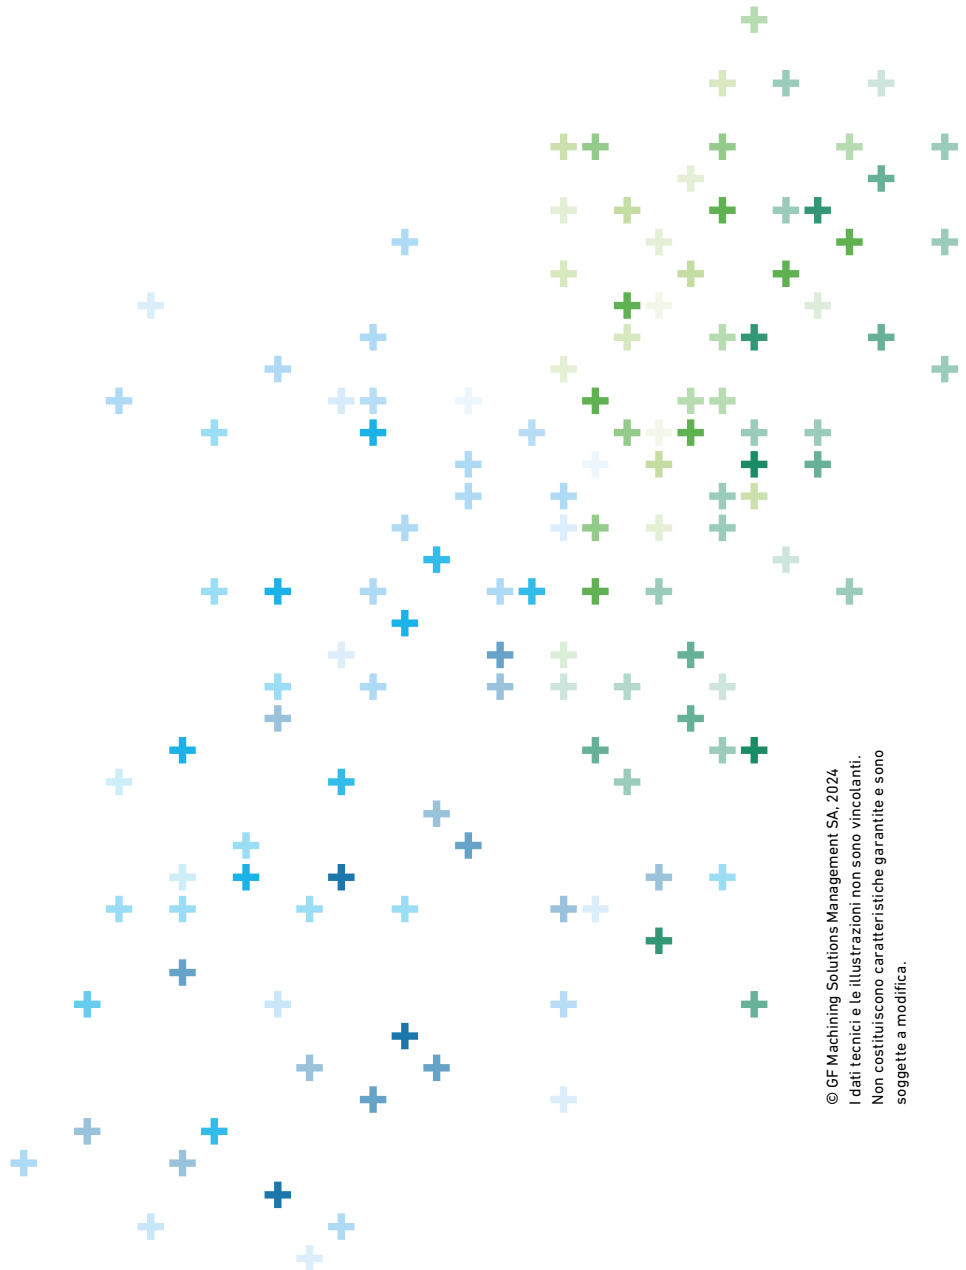 © GF Machining Solutions Management SA, 2024
I dati tecnici e le illustrazioni non sono vincolanti.
Non costituiscono caratteristiche garantite e sono
soggette a modifica.